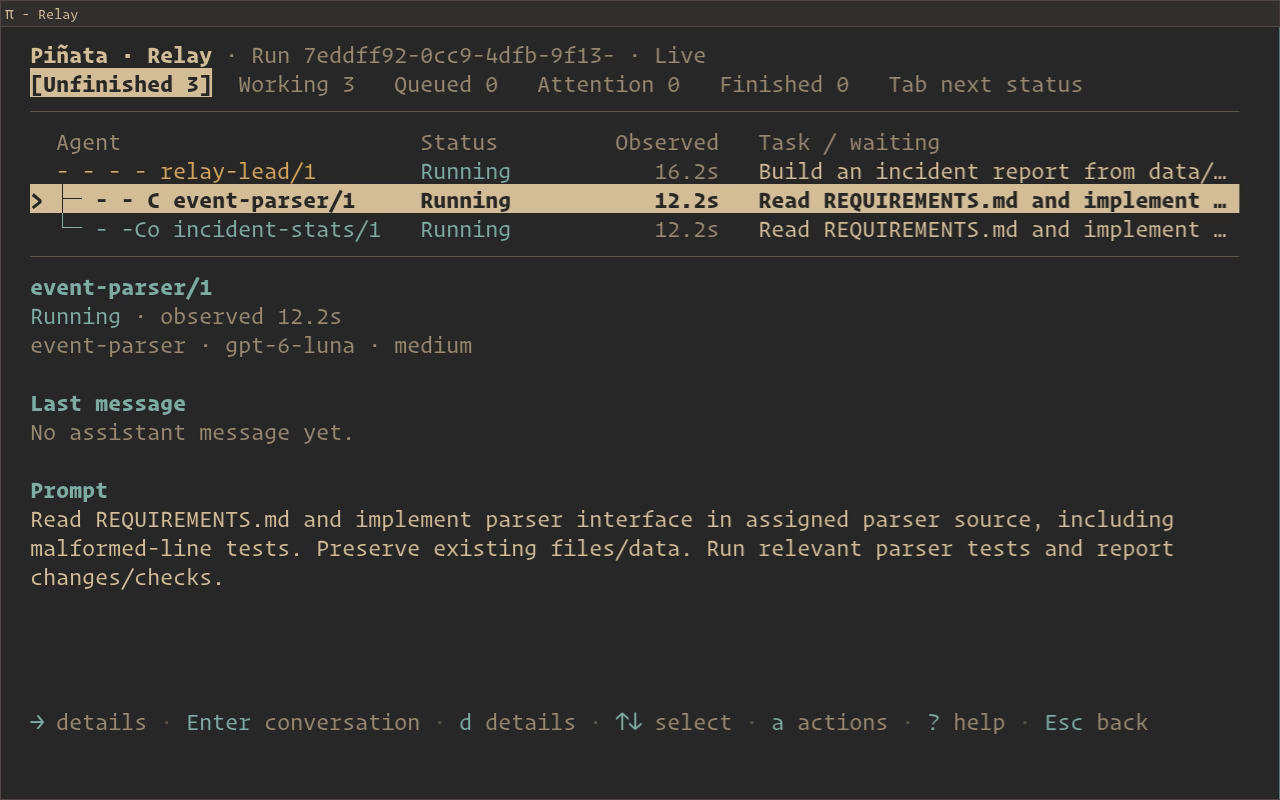 π - Relay
Piñata · Relay · Run 7eddff92-0cc9-4dfb-9f13- · Live
[Unfinished 3] Working 3 Queued 0 Attention 0 Finished 0 Tab next status
Agent Status Observed Task / waiting
- - - - relay-lead/1 Running 16.2s Build an incident report from data/…
> ├─ - - C event-parser/1 Running 12.2s Read REQUIREMENTS.md and implement …
└─ - -Co incident-stats/1 Running 12.2s Read REQUIREMENTS.md and implement …
event-parser/1
Running · observed 12.2s
event-parser · gpt-6-luna · medium
Last message
No assistant message yet.
Prompt
Read REQUIREMENTS.md and implement parser interface in assigned parser source, including
malformed-line tests. Preserve existing files/data. Run relevant parser tests and report
changes/checks.
→ details · Enter conversation · d details · ↑↓ select · a actions · ? help · Esc back